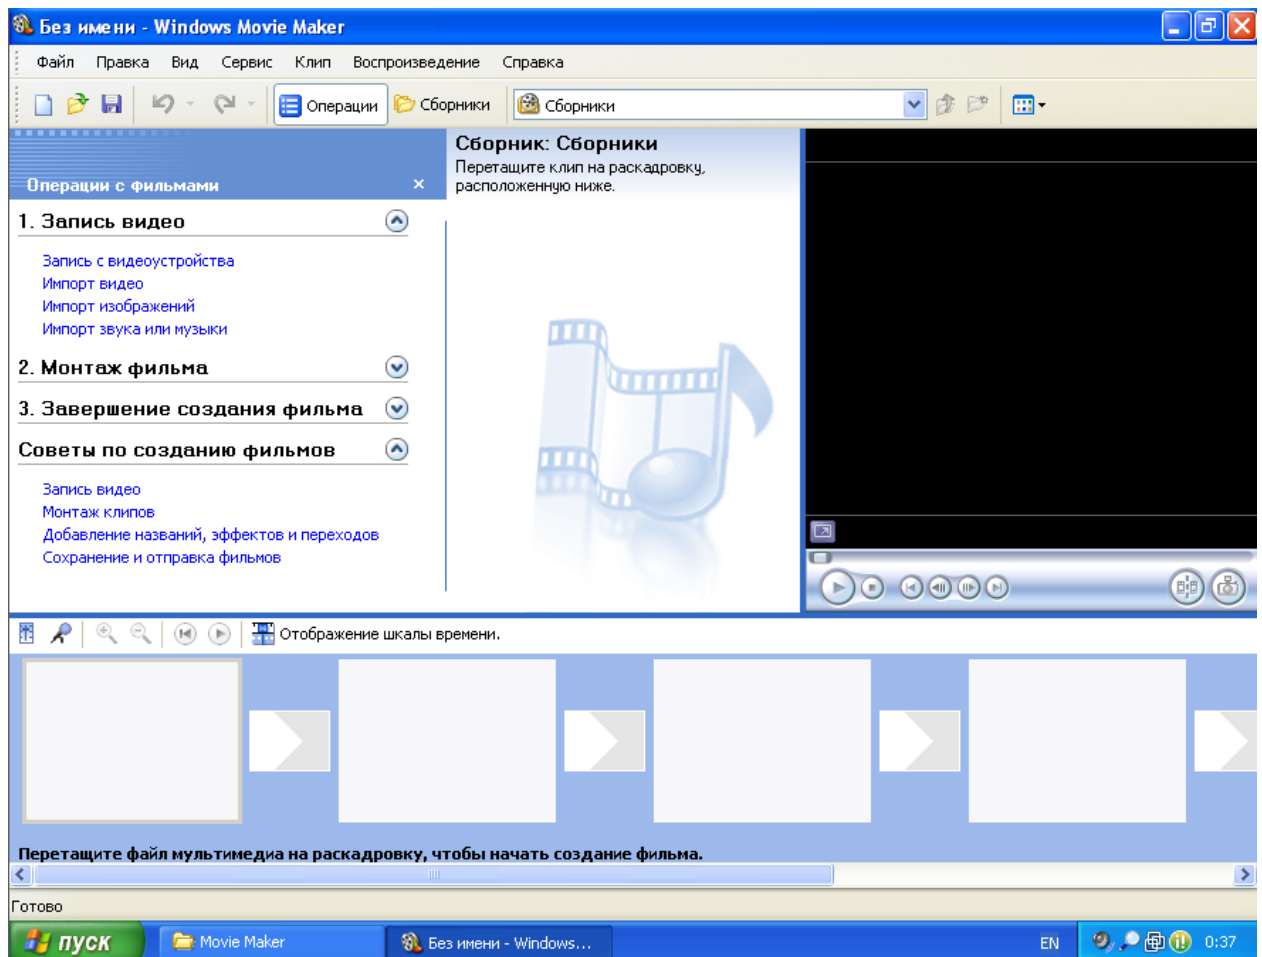 Без имени - Windows Movie Maker
Файл Правка Вид Сервис Клип Воспроизведение Справка
Операции Сборники Сборники
Операции с фильмами
1. Запись видео
Запись с видеоустройства
Импорт видео
Импорт изображений
Импорт звука или музыки
2. Монтаж фильма
3. Завершение создания фильма
Советы по созданию фильмов
Запись видео
Монтаж клипов
Добавление названий, эффектов и переходов
Сохранение и отправка фильмов
Сборник: Сборники
Перетащите клип на раскадровку,
расположенную ниже.
Отображение шкалы времени.
Перетащите файл мультимедиа на раскадровку, чтобы начать создание фильма.
Готово
пуск Movie Maker Без имени - Windows... EN 0:37